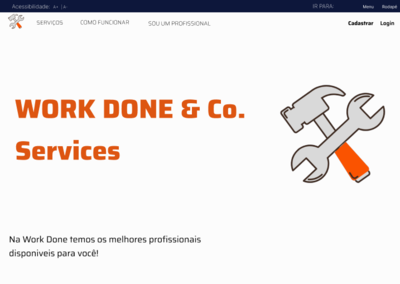 Acessibilidade: A+ | A-
IR PARA: Menu Rodapé
SERVIÇOS COMO FUNCIONAR SOU UM PROFISSIONAL Cadastrar Login
WORK DONE & Co.
Services
Na Work Done temos os melhores profissionais
disponiveis para você!